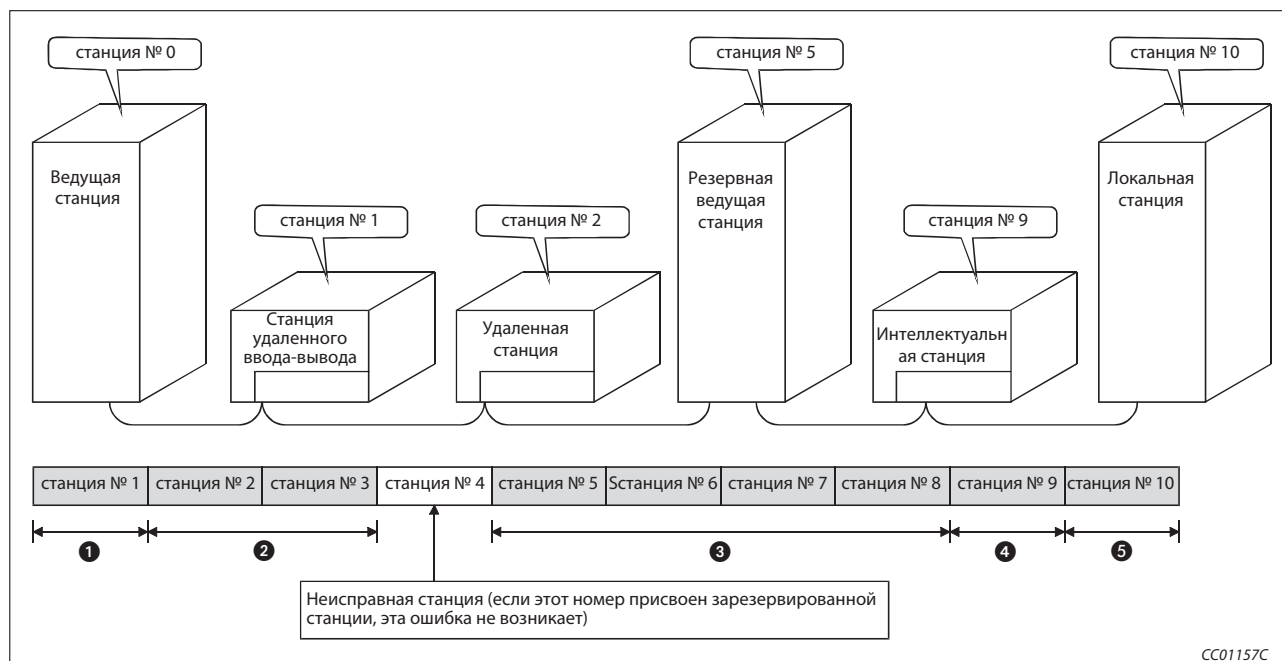 станция № 0
станция № 5
станция № 10
Ведущая
станция
Резервная
ведущая
станция
Локальная
станция
станция № 1
станция № 2
станция № 9
Станция
удаленного
ввода-вывода
Удаленная
станция
Интеллектуальн
ая станция
станция № 1 станция № 2 станция № 3 станция № 4 станция № 5 Sстанция № 6 станция № 7 станция № 8 станция № 9 станция № 10
❶ ❷ ❸ ❹ ❺
Неисправная станция (если этот номер присвоен зарезервированной
станции, эта ошибка не возникает)
CC01157C